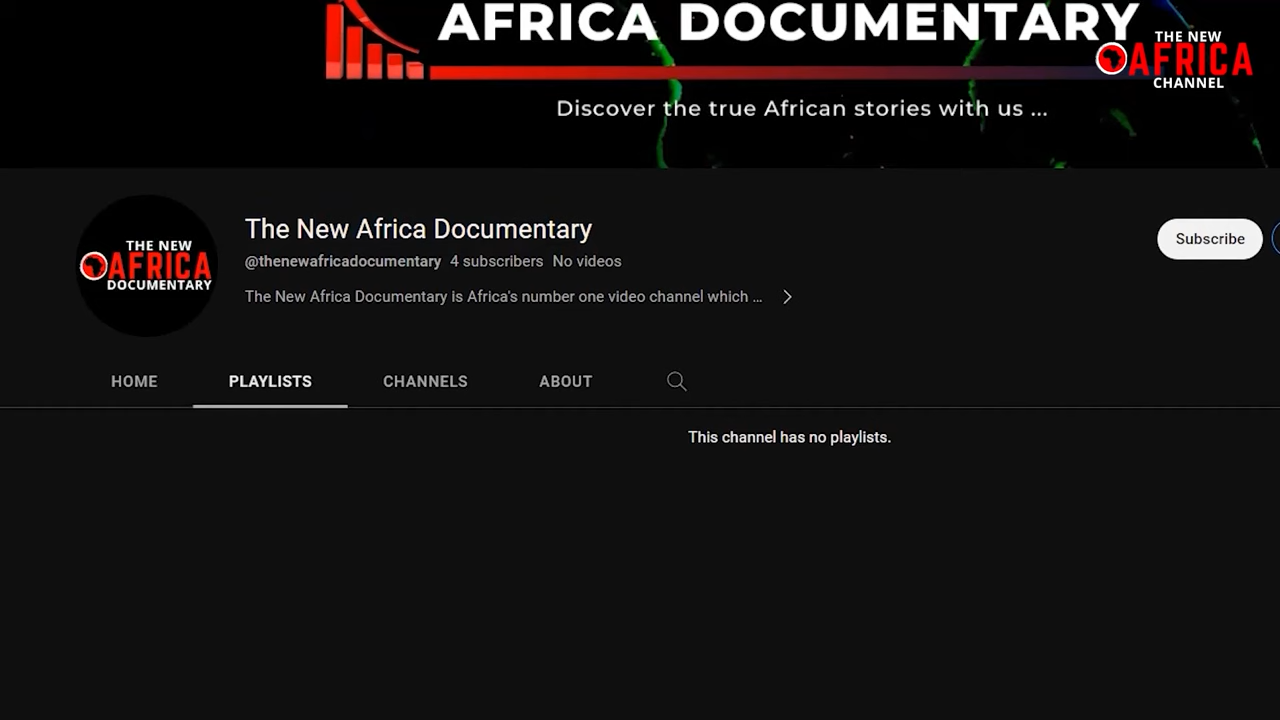 AFRICA DOCUMENTARY
THE NEW
AFRICA
CHANNEL
Discover the true African stories with us ...
THE NEW
AFRICA
DOCUMENTARY
The New Africa Documentary
@thenewafricadocumentary 4 subscribers No videos
The New Africa Documentary is Africa's number one video channel which ...
Subscribe
HOME PLAYLISTS CHANNELS ABOUT
This channel has no playlists.